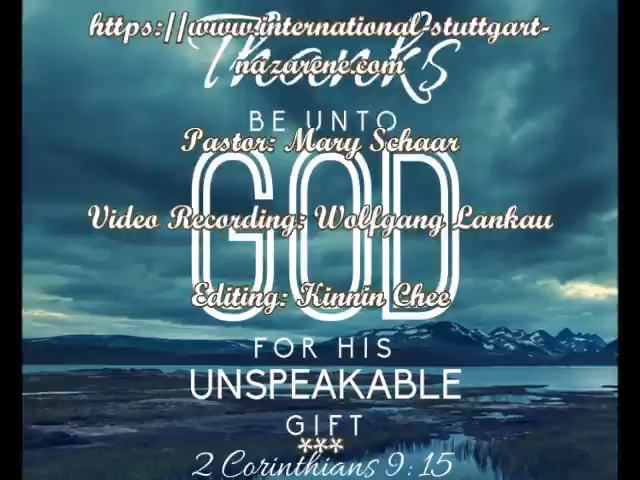 https://www.international-stuttgart-
Thanks
nazarene.com
BE UNTO
Pastor: Mary Schaar
GOD
Video Recording: Wolfgang Lankau
Editing: Kinnin Chee
FOR HIS
UNSPEAKABLE
GIFT
***
2 Corinthians 9:15